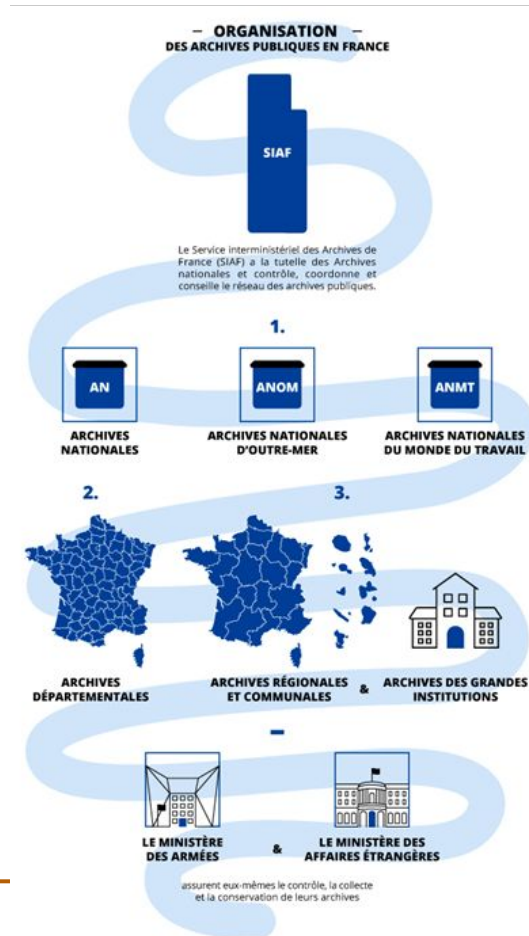 – ORGANISATION –
DES ARCHIVES PUBLIQUES EN FRANCE
SIAF
Le Service interministériel des Archives de
France (SIAF) a la tutelle des Archives
nationales et contrôle, coordonne et
conseille le réseau des archives publiques.
1.
AN
ANOM
ANMT
ARCHIVES
NATIONALES
ARCHIVES NATIONALES
D'OUTRE-MER
ARCHIVES NATIONALES
DU MONDE DU TRAVAIL
2.
3.
ARCHIVES
DÉPARTEMENTALES
ARCHIVES RÉGIONALES
ET COMMUNALES
&
ARCHIVES DES GRANDES
INSTITUTIONS
–
LE MINISTÈRE
DES ARMÉES
&
LE MINISTÈRE DES
AFFAIRES ÉTRANGÈRES
assurent eux-mêmes le contrôle, la collecte
et la conservation de leurs archives